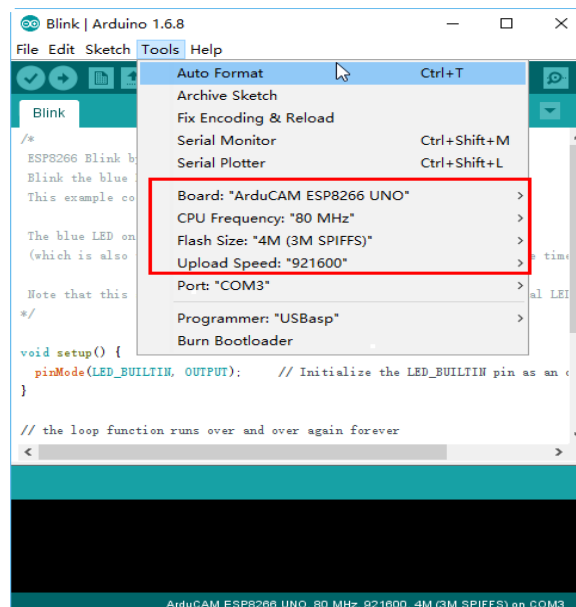 Blink | Arduino 1.6.8
File Edit Sketch Tools Help
Auto Format Ctrl+T
Archive Sketch
Fix Encoding & Reload
Serial Monitor Ctrl+Shift+M
Serial Plotter Ctrl+Shift+L
Board: "ArduCAM ESP8266 UNO"
CPU Frequency: "80 MHz"
Flash Size: "4M (3M SPIFFS)"
Upload Speed: "921600"
Port: "COM3"
Programmer: "USBasp"
Burn Bootloader
Blink
/*
ESP8266 Blink b
Blink the blue
This example co
The blue LED on
(which is also
Note that this
*/
void setup() {
pinMode(LED_BUILTIN, OUTPUT); // Initialize the LED_BUILTIN pin as an
}
// the loop function runs over and over again forever
ArduCAM ESP8266 UNO, 80 MHz, 921600, 4M (3M SPIFFS) on COM3